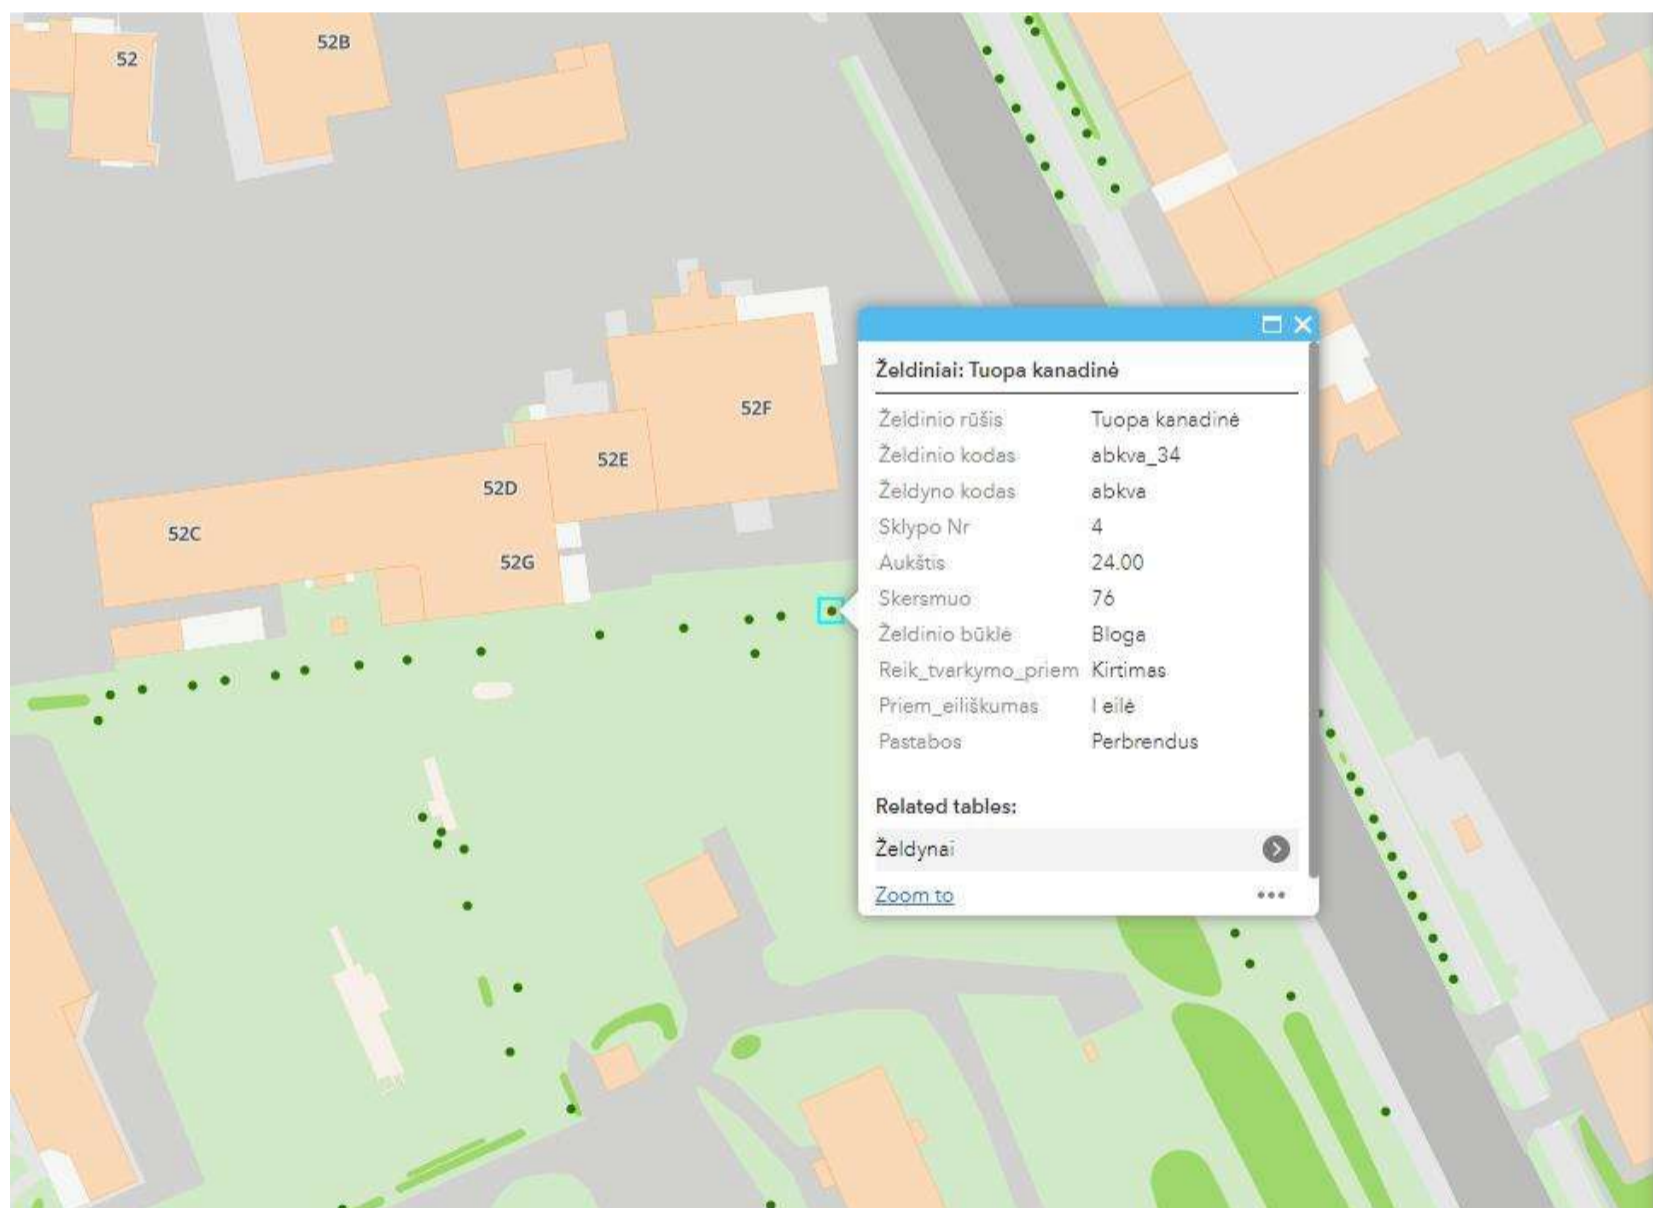 52
52B
52F
52E
52D
52C
52G
Želdiniai: Tuopa kanadinė
Želdinio rūšis Tuopa kanadinė
Želdinio kodas abkva_34
Želdyno kodas abkva
Sklypo Nr 4
Aukštis 24.00
Skersmuo 76
Želdinio būklė Bloga
Reik_tvarkymo_priem Kirtimas
Priem_eiliškumas I eilė
Pastabos Perbrendus
Related tables:
Želdynai
Zoom to